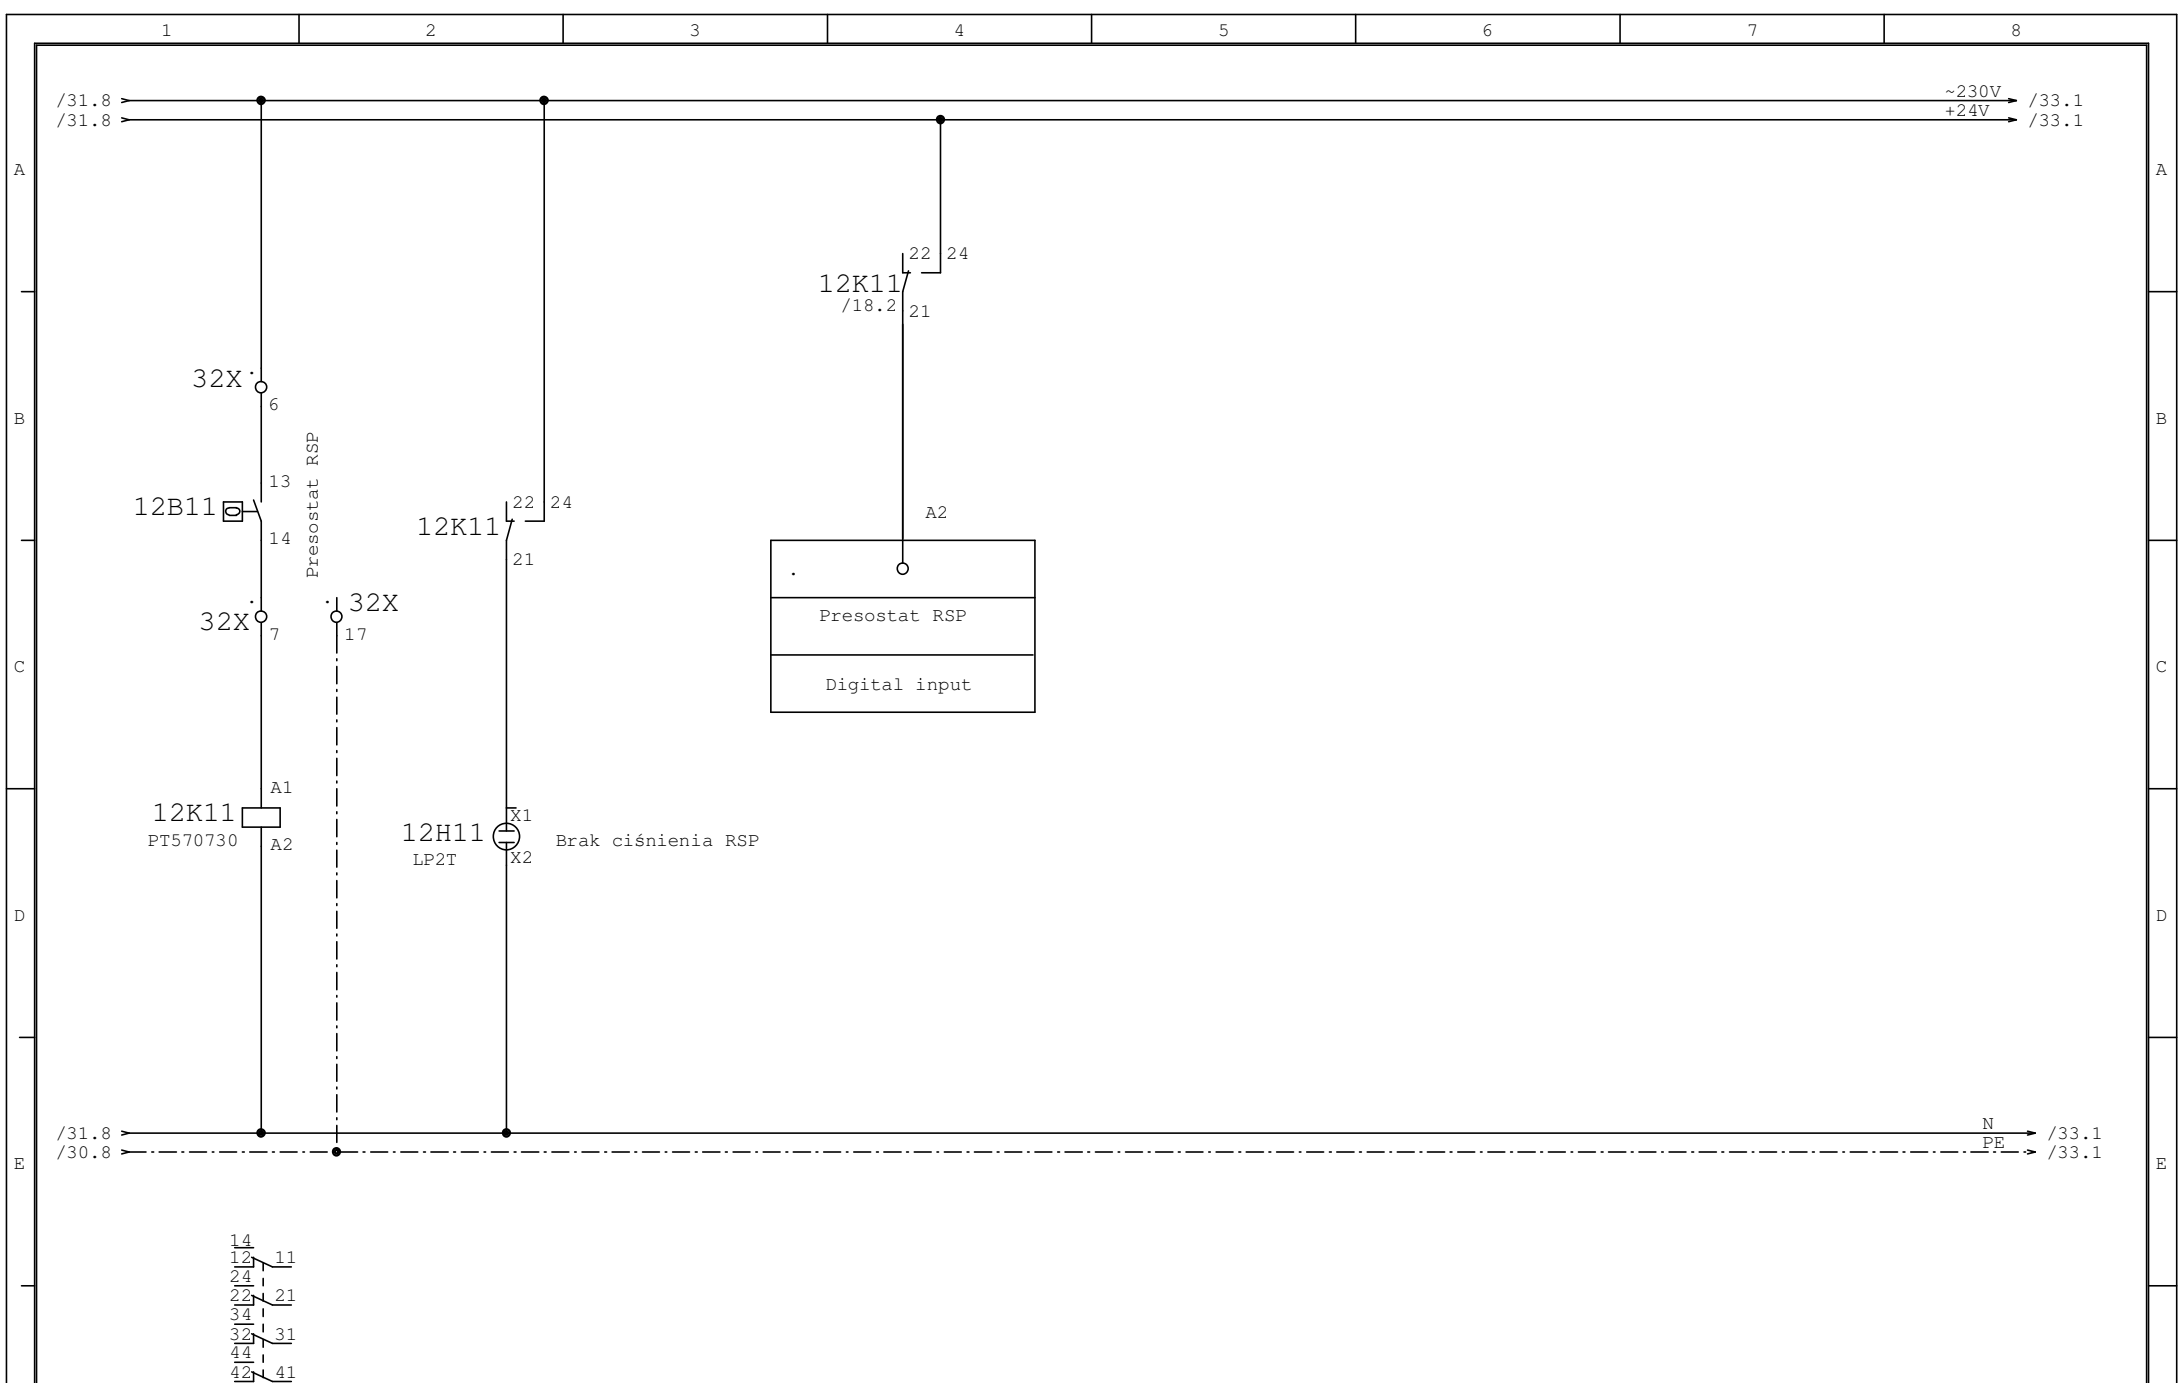 1 2 3 4 5 6 7 8
/31.8 ~230V /33.1
/31.8 +24V /33.1
A A
22 24
12K11
/18.2 21
32X
6
B B
Presostat RSP
13
12B11
14
22 24
12K11
21
A2
32X
7
32X
17
Presostat RSP
Digital input
C C
A1
12K11
PT570730 A2
X1
12H11 Brak ciśnienia RSP
LP2T X2
D D
/31.8 N /33.1
/30.8 PE /33.1
E E
14
12 11
24
22 21
34
32 31
44
42 41